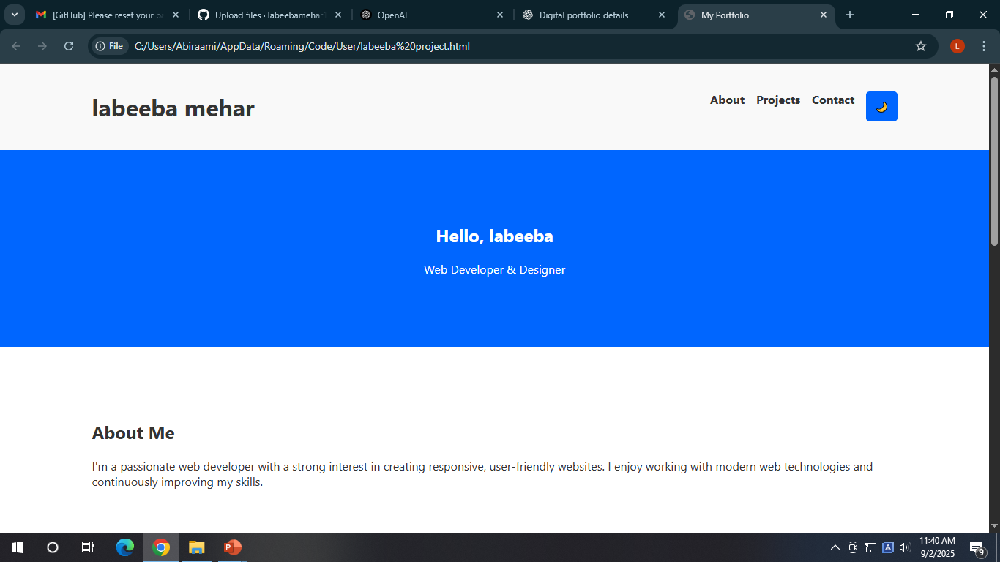 [GitHub] Please reset your pa
Upload files · labeebamehar
OpenAI
Digital portfolio details
My Portfolio
File
C:/Users/Abiraami/AppData/Roaming/Code/User/labeeba%20project.html
L
labeeba mehar
About
Projects
Contact
Hello, labeeba
Web Developer & Designer
About Me
I'm a passionate web developer with a strong interest in creating responsive, user-friendly websites. I enjoy working with modern web technologies and
continuously improving my skills.
P
A
11:40 AM
9/2/2025
9